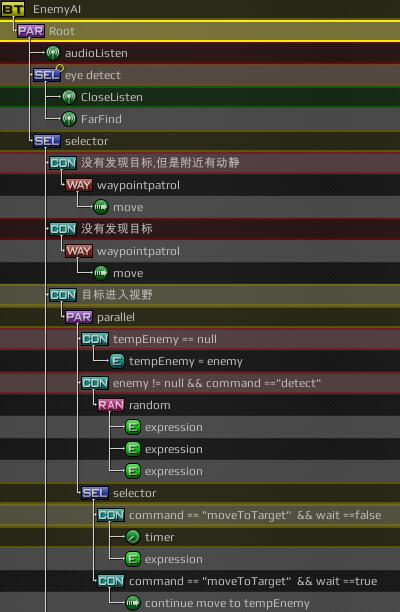 BT EnemyAI
PAR Root
audioListen
SEL eye detect
CloseListen
FarFind
SEL selector
CON 没有发现目标,但是附近有动静
WAY waypointpatrol
move
CON 没有发现目标
WAY waypointpatrol
move
CON 目标进入视野
PAR parallel
CON tempEnemy == null
E tempEnemy = enemy
CON enemy != null && command =="detect"
RAN random
E expression
E expression
E expression
SEL selector
CON command == "moveToTarget" && wait ==false
timer
E expression
CON command == "moveToTarget" && wait ==true
continue move to tempEnemy